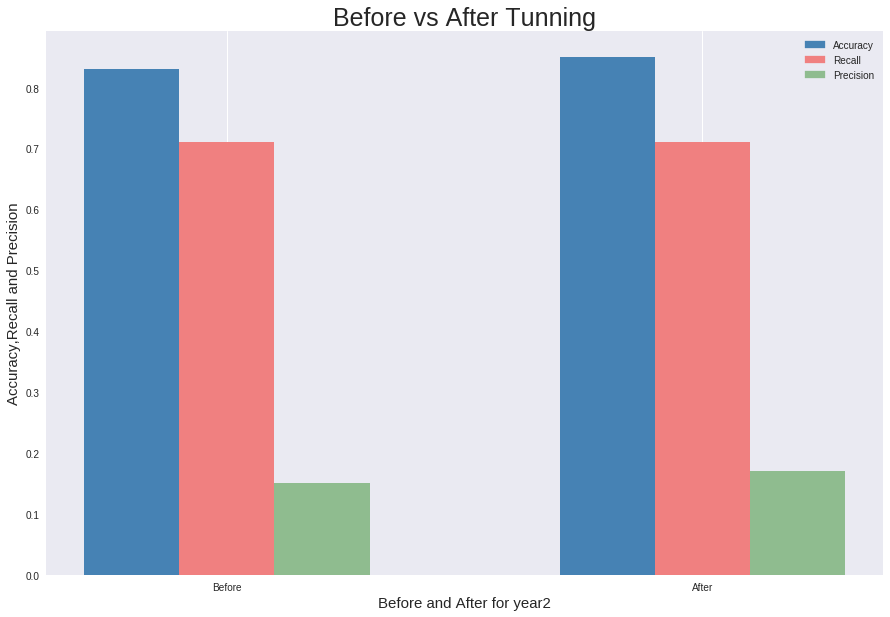 Before vs After Tunning
Accuracy
Recall
Precision
Accuracy,Recall and Precision
0.8
0.7
0.6
0.5
0.4
0.3
0.2
0.1
0.0
Before
After
Before and After for year2